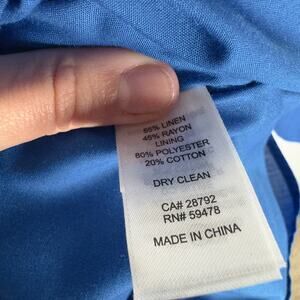 55% LINEN
45% RAYON
LINING
80% POLYESTER
20% COTTON
DRY CLEAN
CA# 28792
RN# 59478
MADE IN CHINA